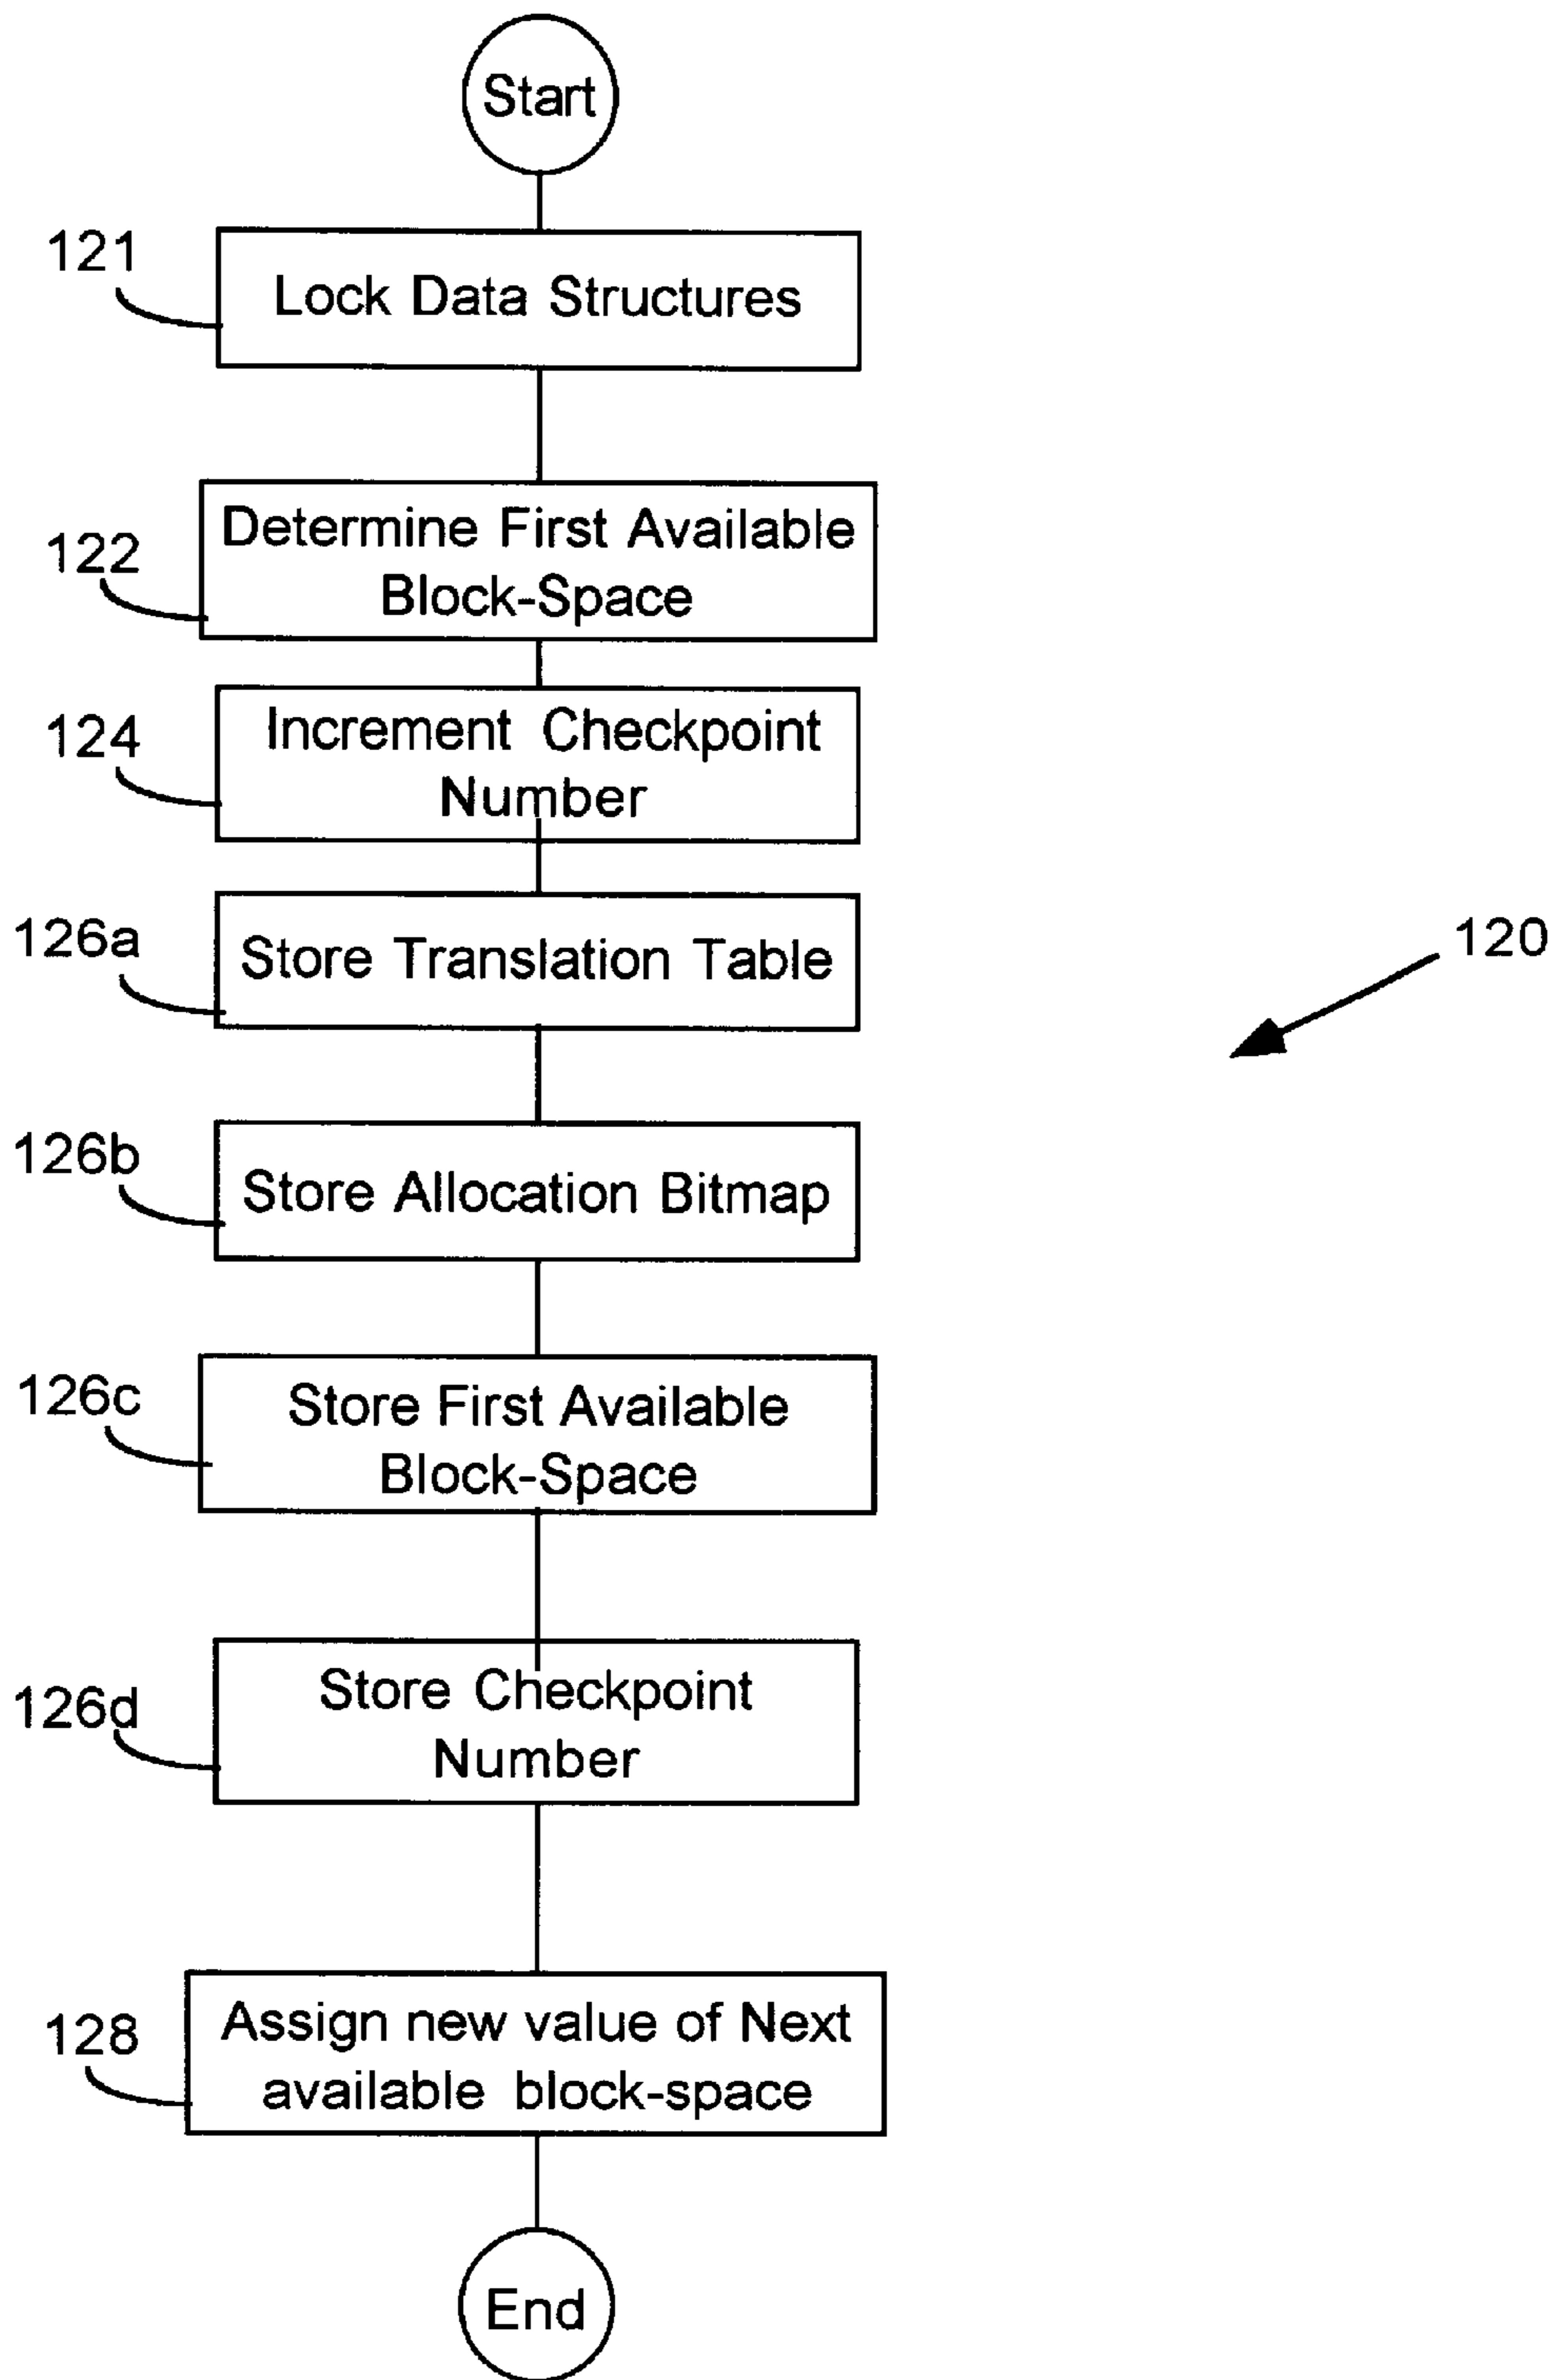 Start
121
Lock Data Structures
122
Determine First Available
Block-Space
124
Increment Checkpoint
Number
126a
Store Translation Table
120
126b
Store Allocation Bitmap
126c
Store First Available
Block-Space
126d
Store Checkpoint
Number
128
Assign new value of Next
available block-space
End